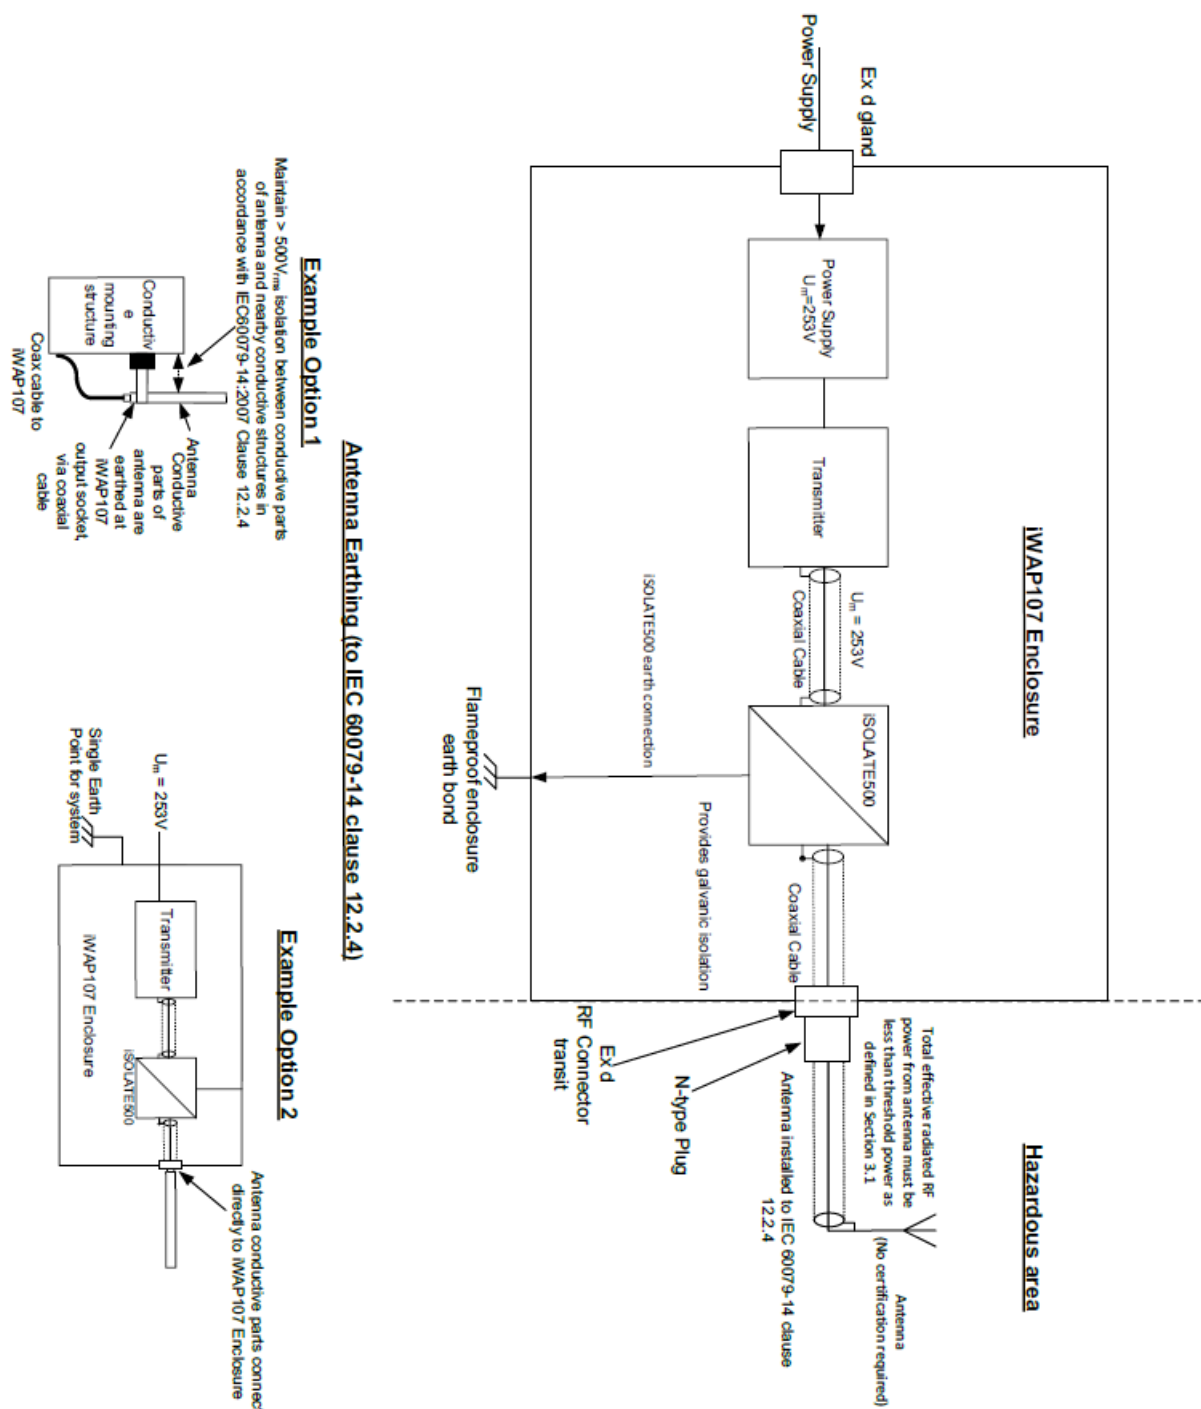 iWAP107 Enclosure
Hazardous area
Power Supply
Ex d gland
Power Supply
Um=253V
Transmitter
Um = 253V
Coaxial Cable
iSOLATE500
iSOLATE500 earth connection
Flameproof enclosure
earth bond
Provides galvanic isolation
Coaxial Cable
Ex d
RF Connector
transit
N-type Plug
Antenna installed to IEC 60079-14 clause
12.2.4
Total effective radiated RF
power from antenna must be
less than threshold power as
defined in Section 3.1
Antenna
(No certification required)
Antenna Earthing (to IEC 60079-14 clause 12.2.4)
Example Option 1
Maintain > 500Vrms isolation between conductive parts
of antenna and nearby conductive structures in
accordance with IEC60079-14:2007 Clause 12.2.4
Conductiv
e
mounting
structure
Coax cable to
iWAP107
Antenna
Conductive
parts of
antenna are
earthed at
iWAP107
output socket,
via coaxial
cable
Example Option 2
Um = 253V
Single Earth
Point for system
Transmitter
iSOLATE500
iWAP107 Enclosure
Antenna conductive parts connec
directly to iWAP107 Enclosure